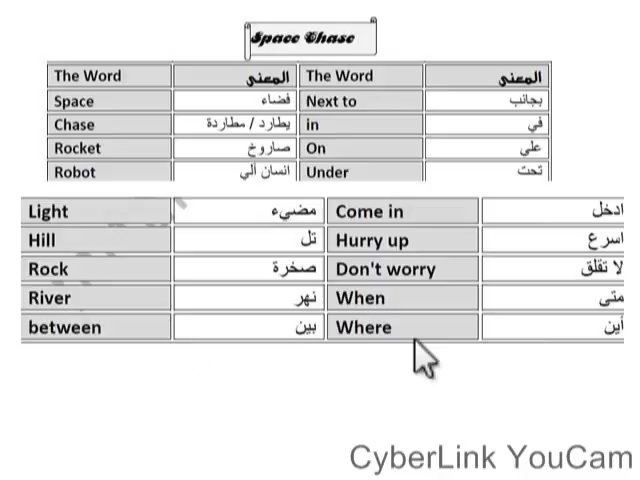 Space Chase
The Word المعنى The Word المعنى
Space فضاء Next to بجانب
Chase يطارد / مطاردة in في
Rocket صاروخ On على
Robot انسان ألي Under تحت
Light مضيء Come in ادخل
Hill تل Hurry up اسرع
Rock صخرة Don't worry لا تقلق
River نهر When متى
between بين Where أين
CyberLink YouCam